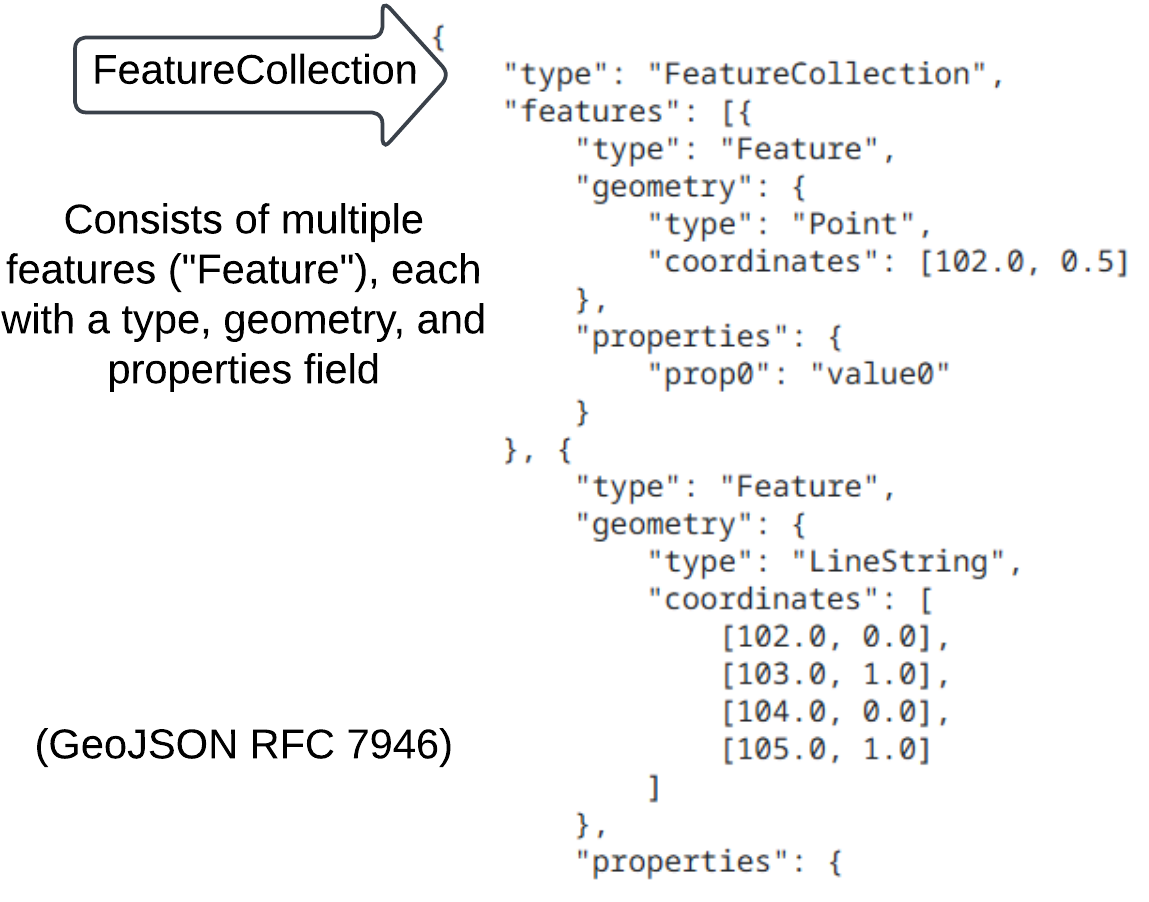 FeatureCollection
Consists of multiple
features ("Feature"), each
with a type, geometry, and
properties field
(GeoJSON RFC 7946)
{
"type": "FeatureCollection",
"features": [{
"type": "Feature",
"geometry": {
"type": "Point",
"coordinates": [102.0, 0.5]
},
"properties": {
"prop0": "value0"
}
}, {
"type": "Feature",
"geometry": {
"type": "LineString",
"coordinates": [
[102.0, 0.0],
[103.0, 1.0],
[104.0, 0.0],
[105.0, 1.0]
]
},
"properties": {